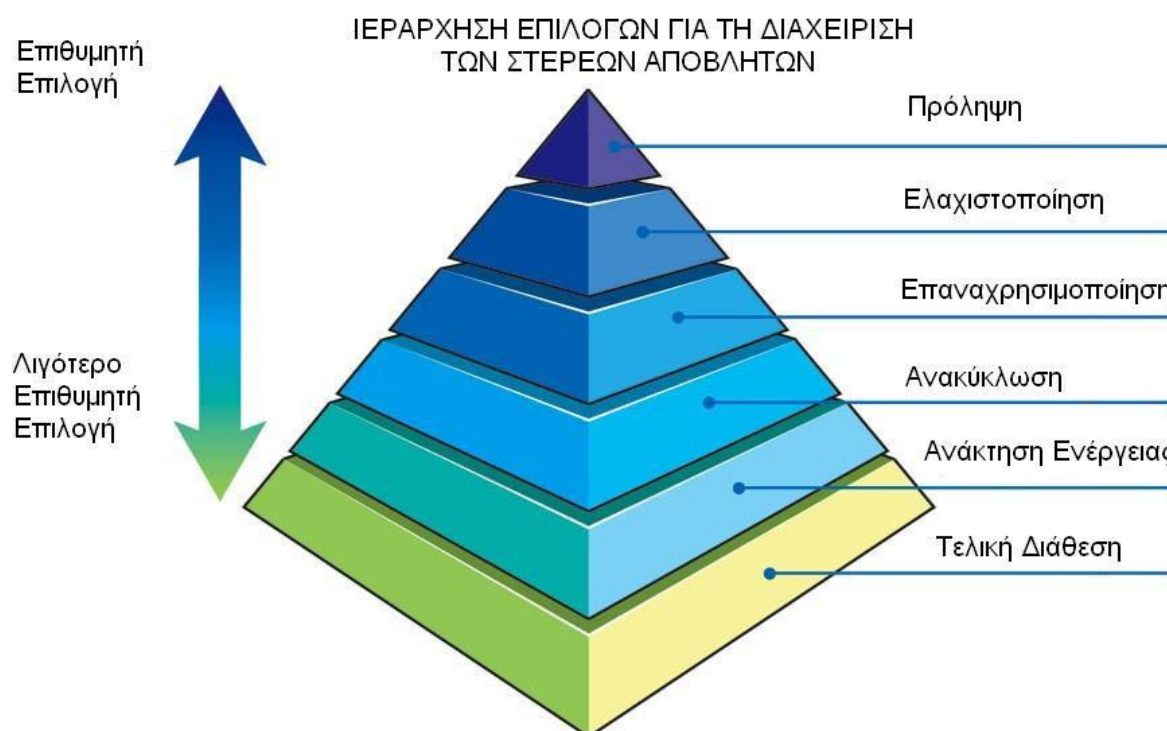 ΙΕΡΑΡΧΗΣΗ ΕΠΙΛΟΓΩΝ ΓΙΑ ΤΗ ΔΙΑΧΕΙΡΙΣΗ
ΤΩΝ ΣΤΕΡΕΩΝ ΑΠΟΒΛΗΤΩΝ
Επιθυμητή
Επιλογή
Λιγότερο
Επιθυμητή
Επιλογή
Πρόληψη
Ελαχιστοποίηση
Επαναχρησιμοποίηση
Ανακύκλωση
Ανάκτηση Ενέργειας
Τελική Διάθεση